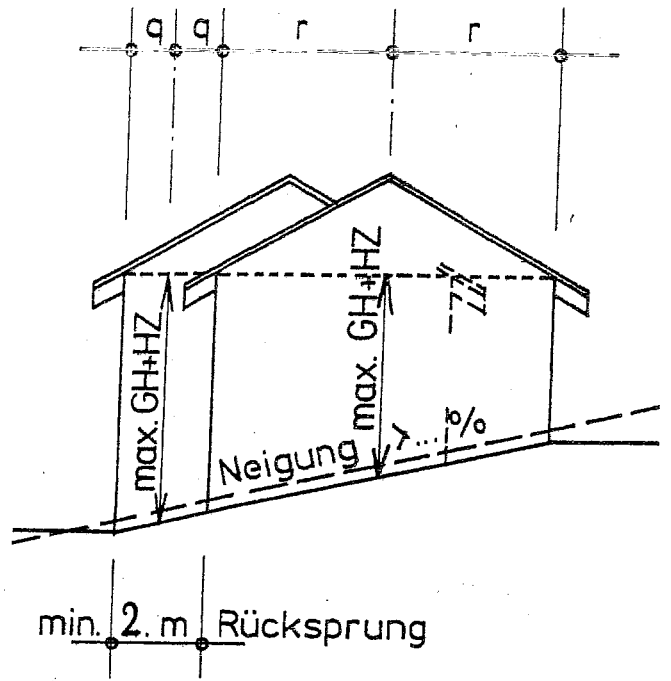 q q r r
max. GH+HZ
max. GH+HZ
Neigung >... %
min. 2. m Rücksprung